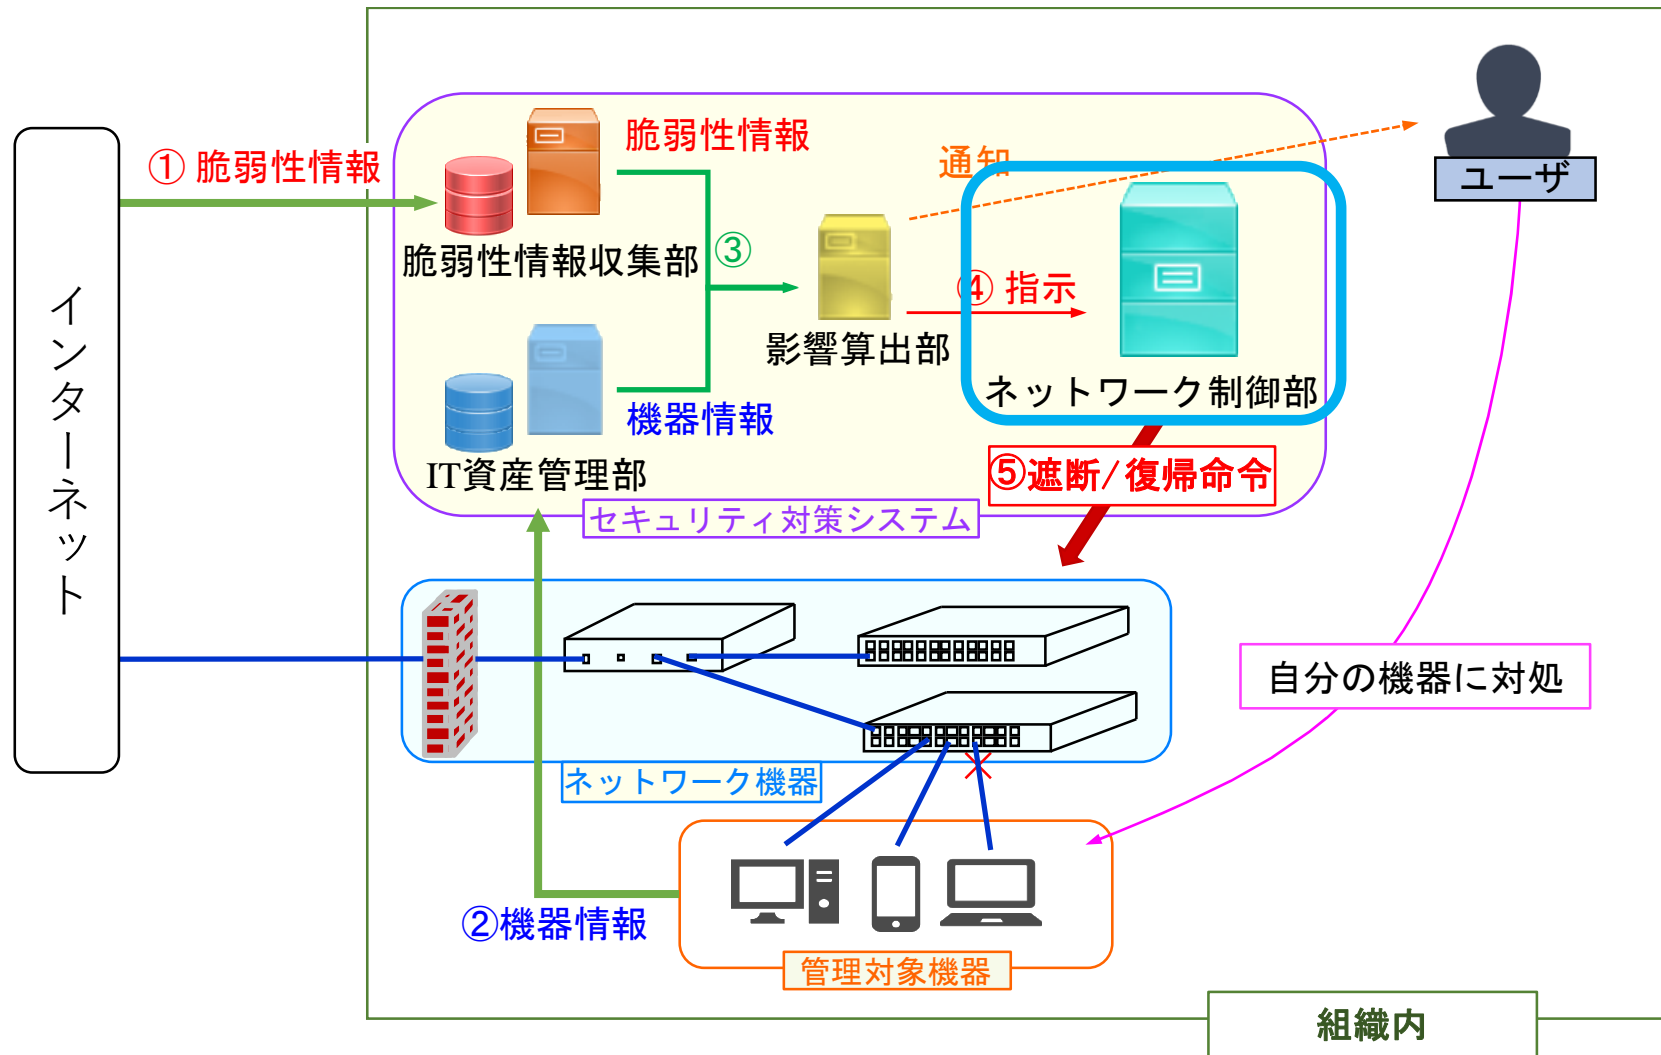 インターネット
① 脆弱性情報
脆弱性情報
脆弱性情報収集部
③
通知
ユーザ
影響算出部
④ 指示
ネットワーク制御部
機器情報
IT資産管理部
⑤遮断/復帰命令
セキュリティ対策システム
ネットワーク機器
自分の機器に対処
②機器情報
管理対象機器
組織内